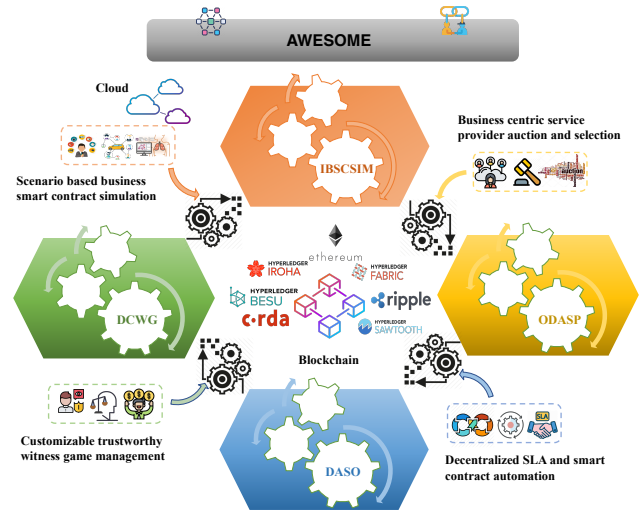 AWESOME
Cloud
Scenario based business
smart contract simulation
IBSCSIM
Business centric service
provider auction and selection
auction
ethereum
HYPERLEDGER
IROHA
HYPERLEDGER
FABRIC
HYPERLEDGER
BESU
ripple
c·rda
HYPERLEDGER
SAWTOOTH
Blockchain
DCWG
ODASP
Customizable trustworthy
witness game management
DASO
SLA
Decentralized SLA and smart
contract automation